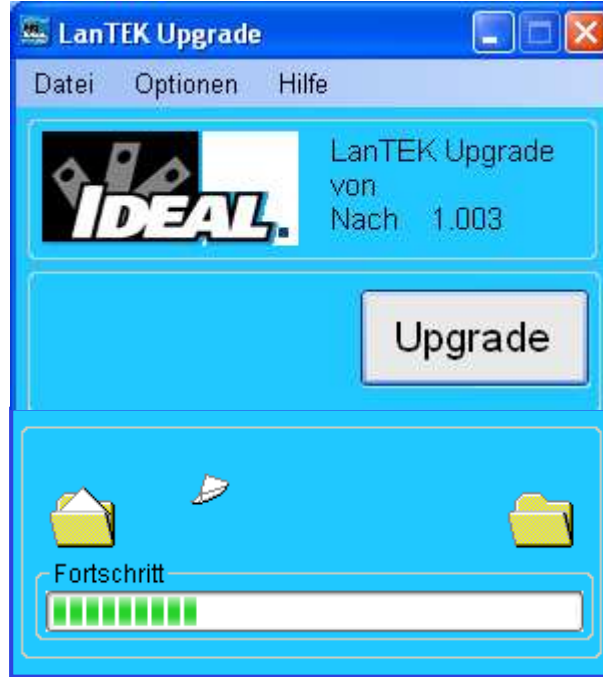 LanTEK Upgrade
Datei Optionen Hilfe
IDEAL.
LanTEK Upgrade
von
Nach 1.003
Upgrade
Fortschritt